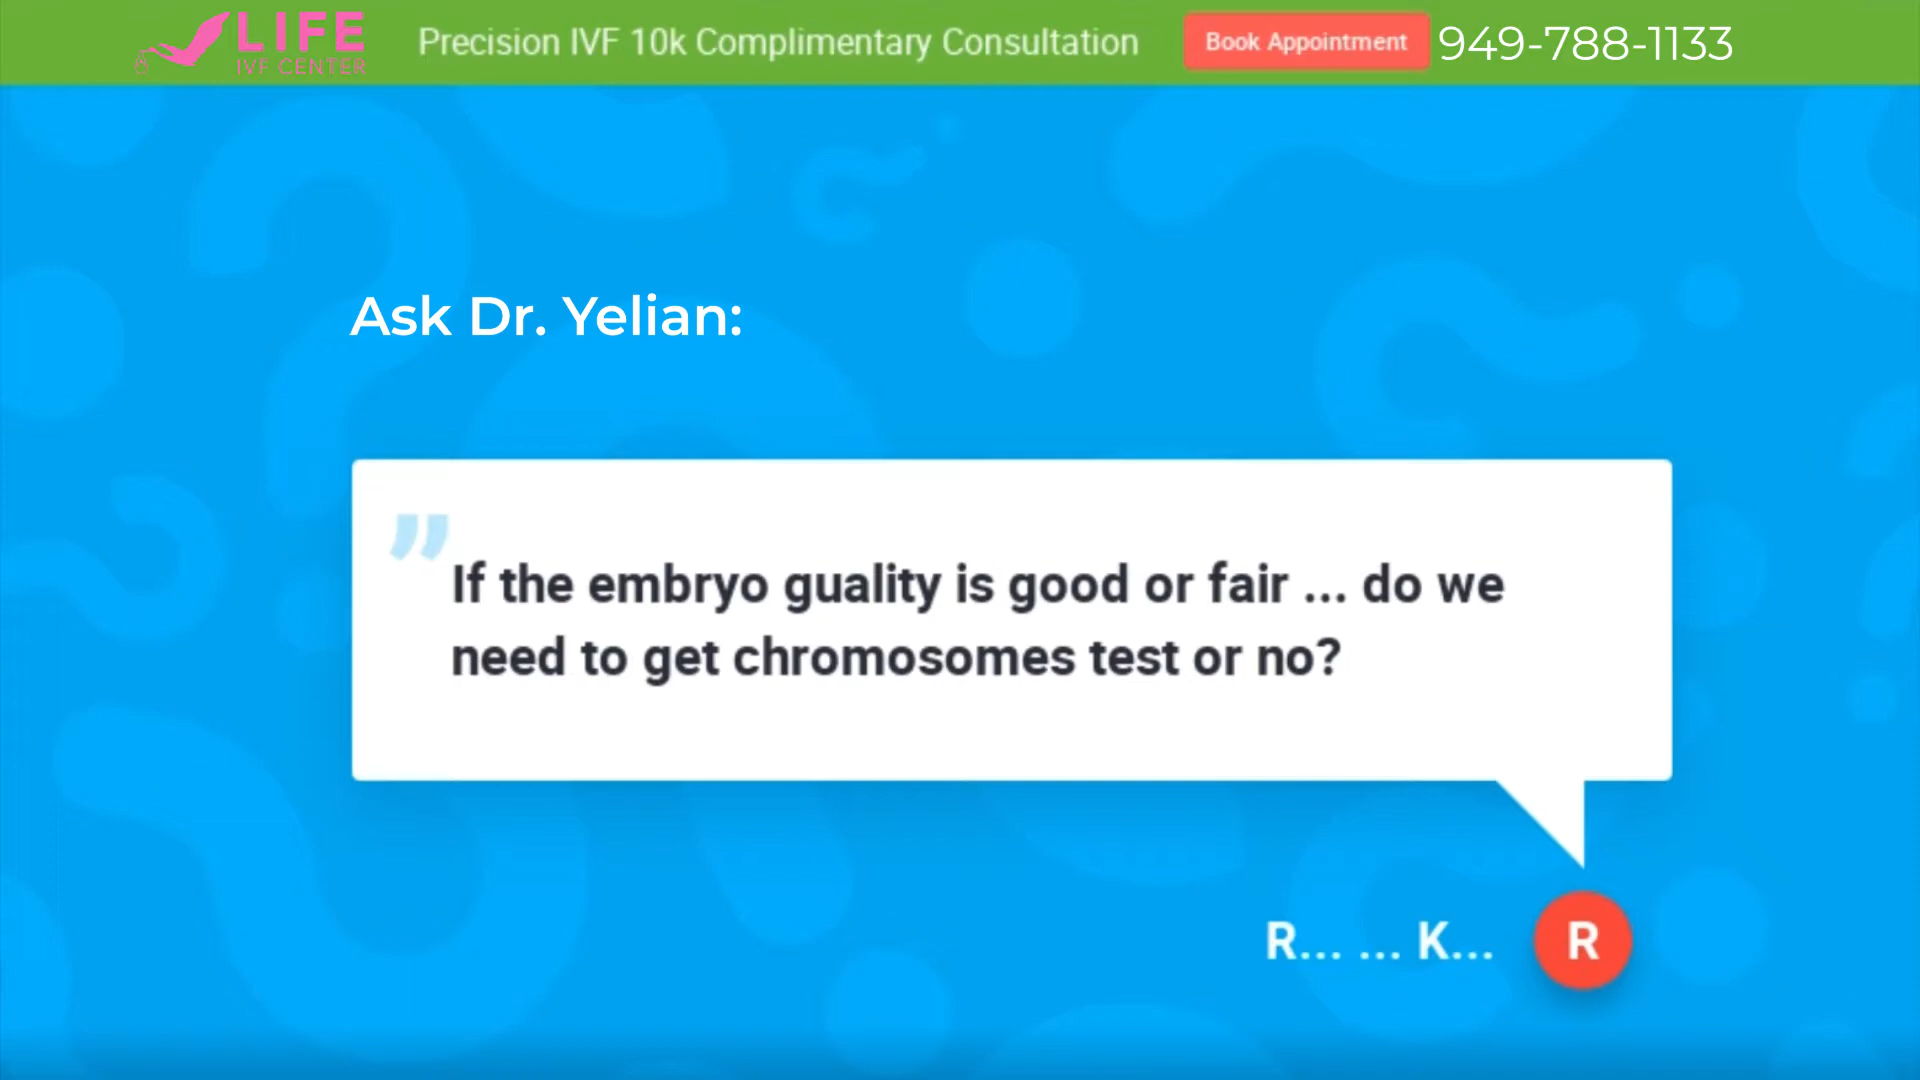 LIFE
IVF CENTER
Precision IVF 10k Complimentary Consultation
Book Appointment
949-788-1133
Ask Dr. Yelian:
”
If the embryo guality is good or fair ... do we
need to get chromosomes test or no?
R... ... K...
R